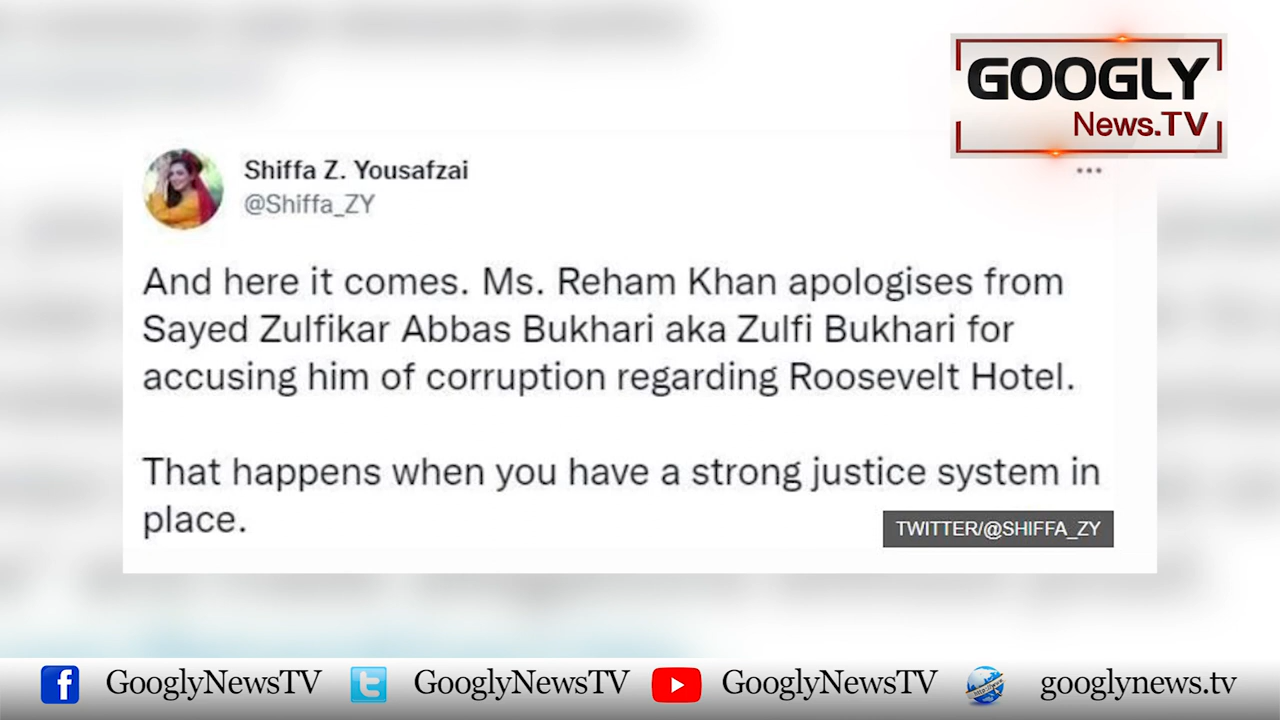 GOOGLY
News.TV
Shiffa Z. Yousafzai
@Shiffa_ZY
And here it comes. Ms. Reham Khan apologises from
Sayed Zulfikar Abbas Bukhari aka Zulfi Bukhari for
accusing him of corruption regarding Roosevelt Hotel.
That happens when you have a strong justice system in
place.
TWITTER/@SHIFFA_ZY
GooglyNewsTV GooglyNewsTV GooglyNewsTV googlynews.tv